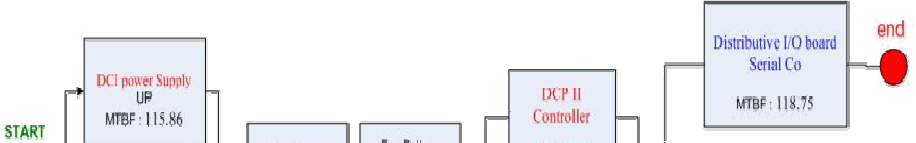 end
Distributive I/O board
Serial Co
MTBF : 118.75
DCI power Supply
UP
MTBF : 115.86
DCP II
Controller
START